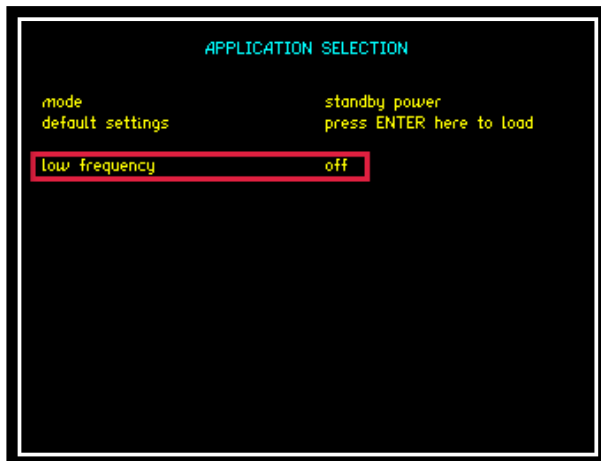 APPLICATION SELECTION
mode standby power
default settings press ENTER here to load
low frequency off